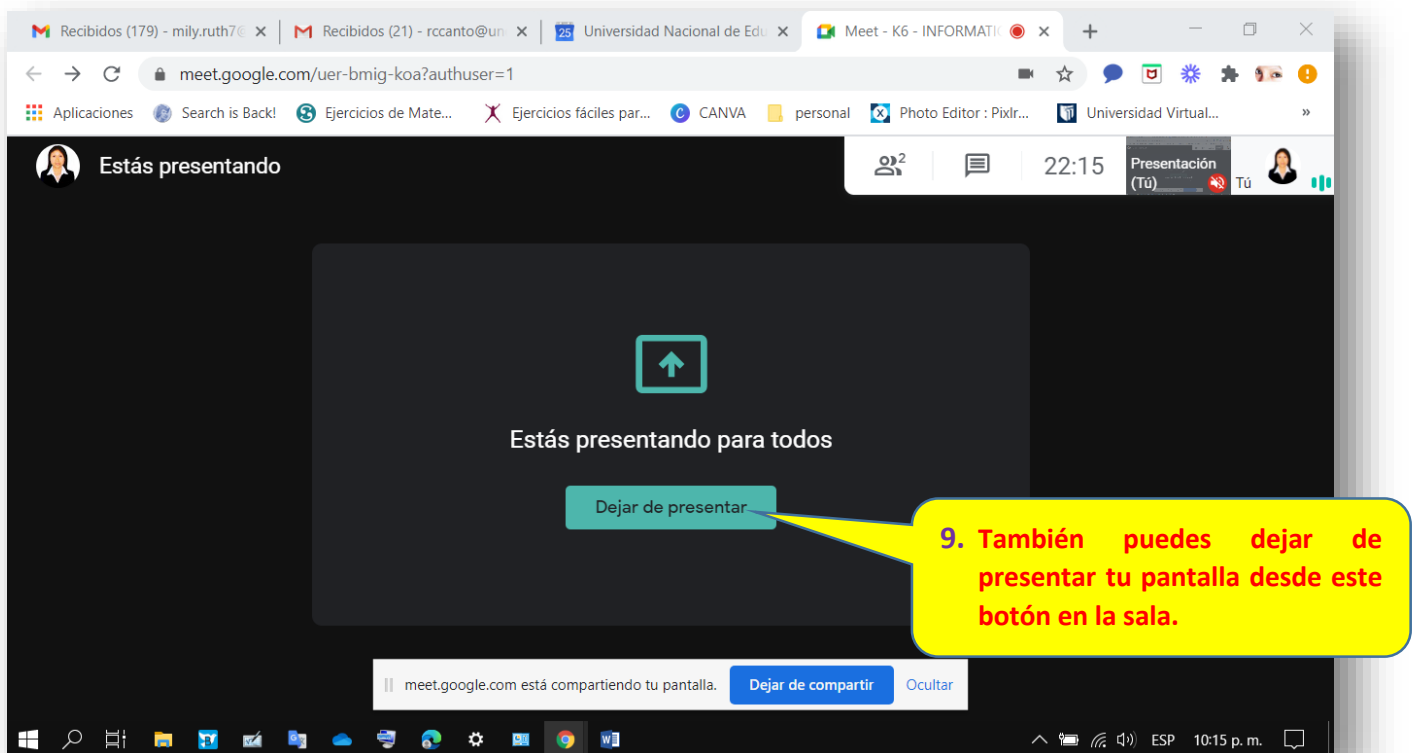 Recibidos (179) - mily.ruth7@
Recibidos (21) - rccanto@un
25 Universidad Nacional de Edu
Meet - K6 - INFORMATIC
meet.google.com/uer-bmig-koa?authuser=1
Aplicaciones Search is Back! Ejercicios de Mate... Ejercicios fáciles par... CANVA personal Photo Editor : Pixlr... Universidad Virtual... »
Estás presentando
2 22:15
Presentación
(Tú) Tú
Estás presentando para todos
Dejar de presentar
9. También puedes dejar de
presentar tu pantalla desde este
botón en la sala.
meet.google.com está compartiendo tu pantalla. Dejar de compartir Ocultar
ESP 10:15 p. m.